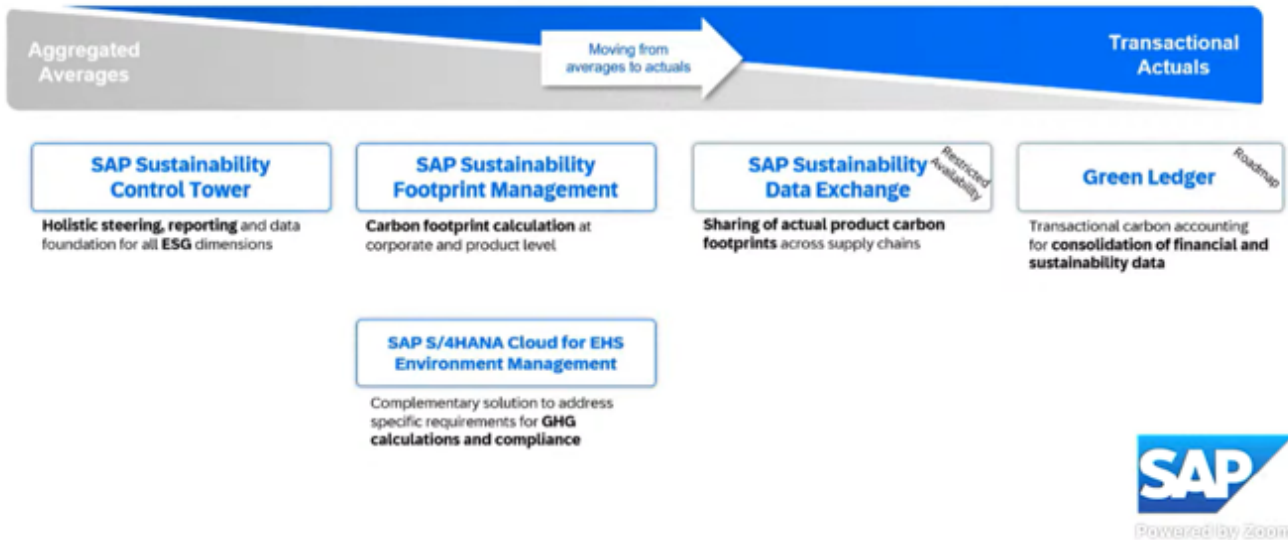 Aggregated
Averages
Moving from
averages to actuals
Transactional
Actuals
SAP Sustainability
Control Tower
Holistic steering, reporting and data
foundation for all ESG dimensions
SAP Sustainability
Footprint Management
Carbon footprint calculation at
corporate and product level
SAP Sustainability
Data Exchange
Restricted
Availability
Sharing of actual product carbon
footprints across supply chains
Green Ledger
Roadmap
Transactional carbon accounting
for consolidation of financial and
sustainability data
SAP S/4HANA Cloud for EHS
Environment Management
Complementary solution to address
specific requirements for GHG
calculations and compliance
SAP
Powered by Zoom